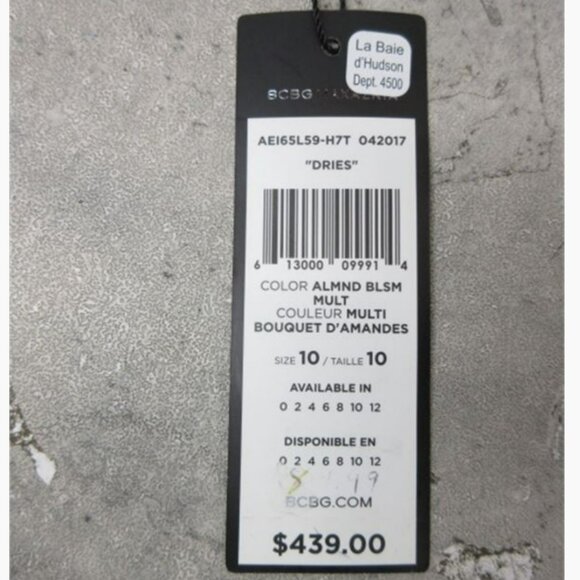 La Baie
d'Hudson
Dept. 4500
BCBGMAXAZRIA
AEI65L59-H7T 042017
"DRIES"
6 13000 09991 4
COLOR ALMND BLSM
MULT
COULEUR MULTI
BOUQUET D'AMANDES
SIZE 10 / TAILLE 10
AVAILABLE IN
0 2 4 6 8 10 12
DISPONIBLE EN
0 2 4 6 8 10 12
BCBG.COM
$439.00